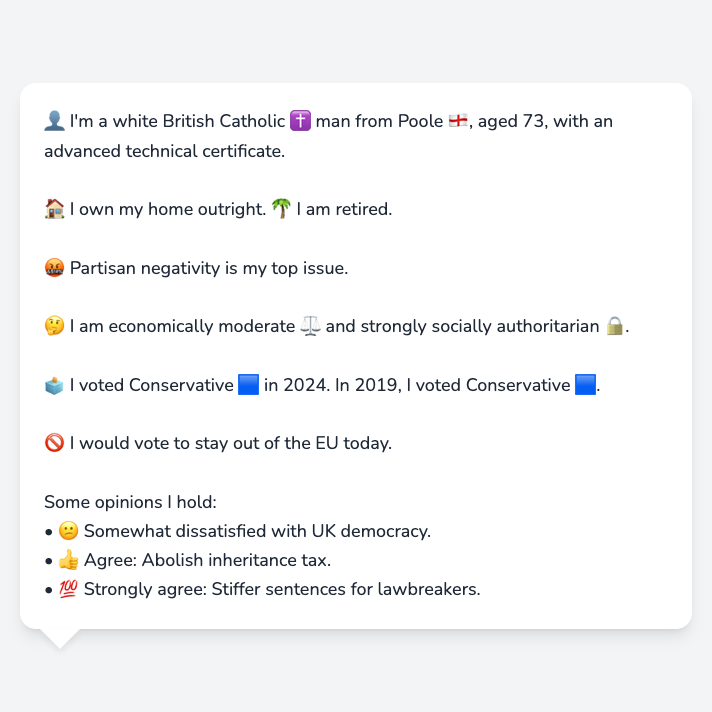 👤 I'm a white British Catholic ✝️ man from Poole 🏴󠁧󠁢󠁥󠁮󠁧󠁿, aged 73, with an
advanced technical certificate.
🏠 I own my home outright. 🌴 I am retired.
🤬 Partisan negativity is my top issue.
🤔 I am economically moderate ⚖️ and strongly socially authoritarian 🔒.
🗳️ I voted Conservative 🟦 in 2024. In 2019, I voted Conservative 🟦.
🚫 I would vote to stay out of the EU today.
Some opinions I hold:
• 🙁 Somewhat dissatisfied with UK democracy.
• 👍 Agree: Abolish inheritance tax.
• 💯 Strongly agree: Stiffer sentences for lawbreakers.